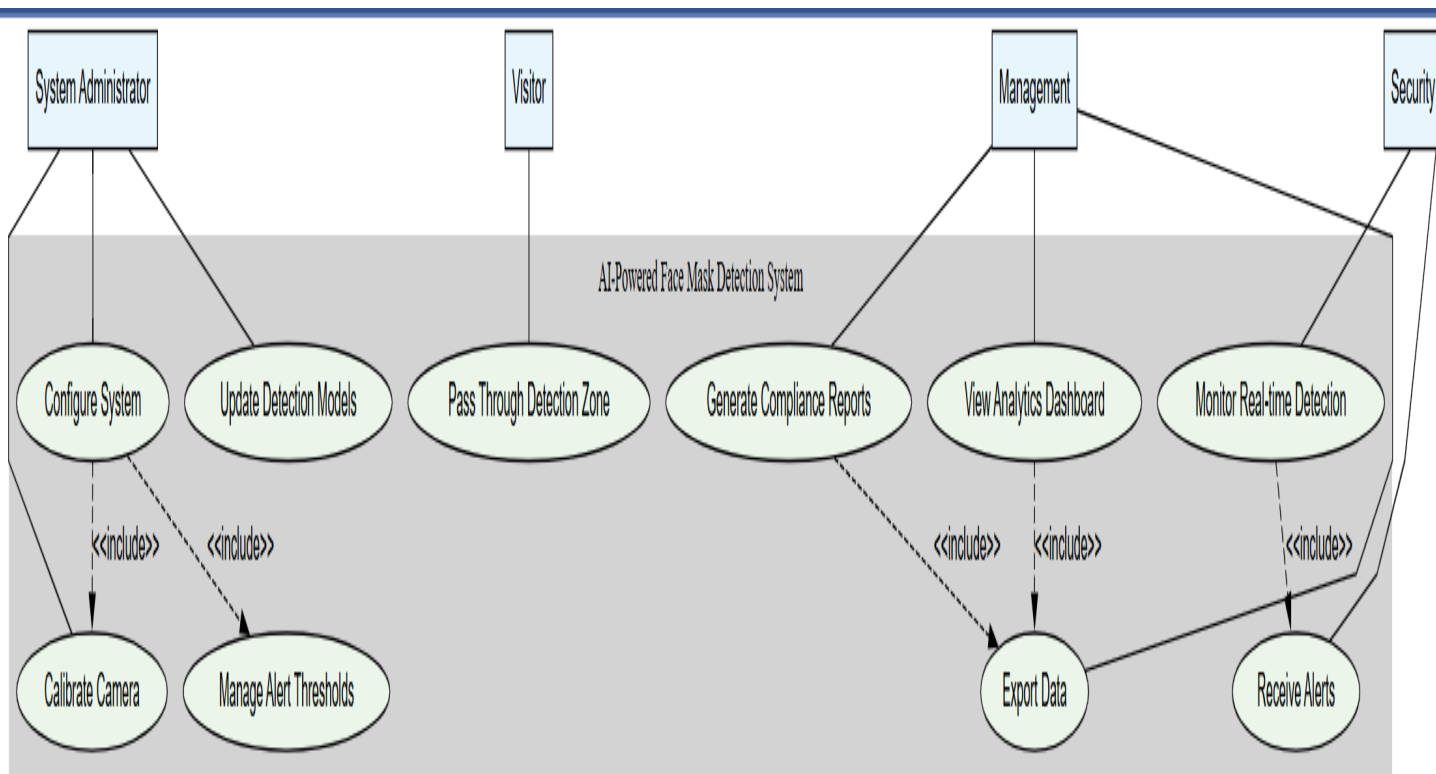 System Administrator
Visitor
Management
Security
AI-Powered Face Mask Detection System
Configure System
Update Detection Models
Pass Through Detection Zone
Generate Compliance Reports
View Analytics Dashboard
Monitor Real-time Detection
<<include>>
<<include>>
<<include>>
<<include>>
<<include>>
Calibrate Camera
Manage Alert Thresholds
Export Data
Receive Alerts